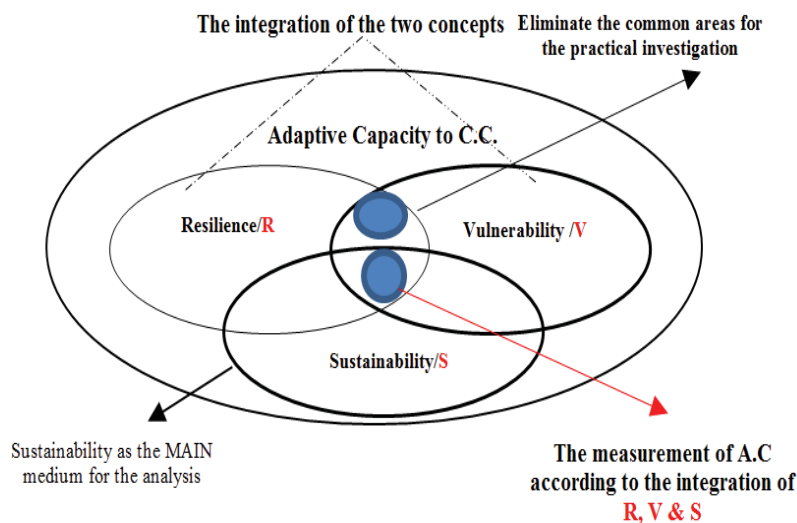 The integration of the two concepts
Eliminate the common areas for
the practical investigation
Adaptive Capacity to C.C.
Resilience/R
Vulnerability /V
Sustainability/S
Sustainability as the MAIN
medium for the analysis
The measurement of A.C
according to the integration of
R, V & S